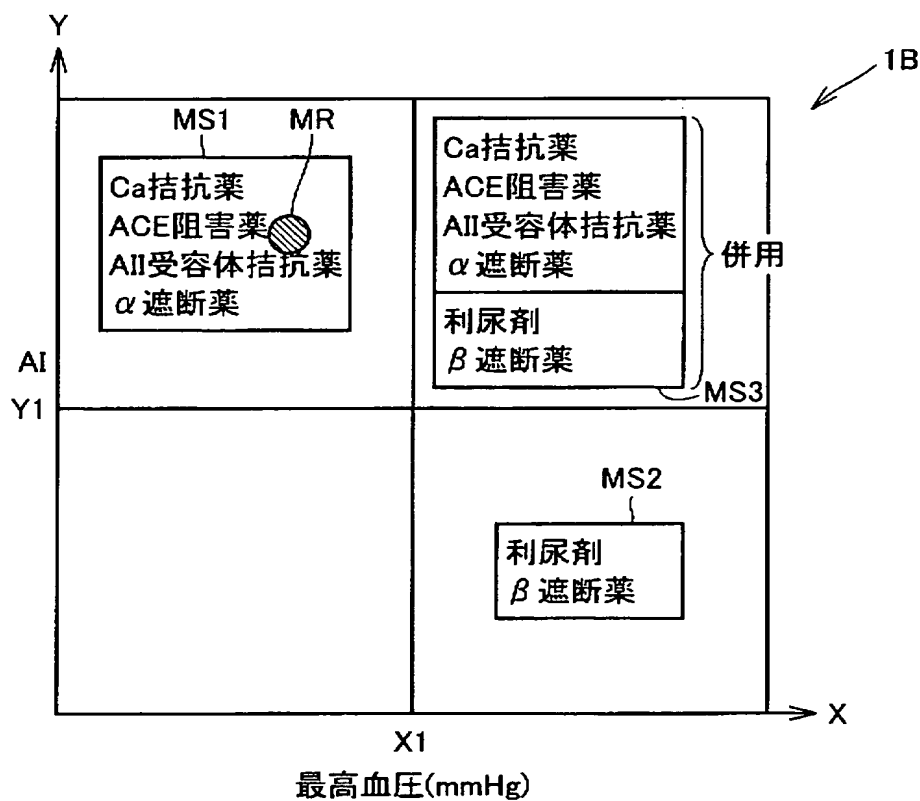 Y
1B
MS1
MR
Ca拮抗薬
ACE阻害薬
AII受容体拮抗薬
α遮断薬
Ca拮抗薬
ACE阻害薬
AII受容体拮抗薬
α遮断薬
併用
利尿剤
β遮断薬
MS3
AI
Y1
MS2
利尿剤
β遮断薬
X
X1
最高血圧(mmHg)